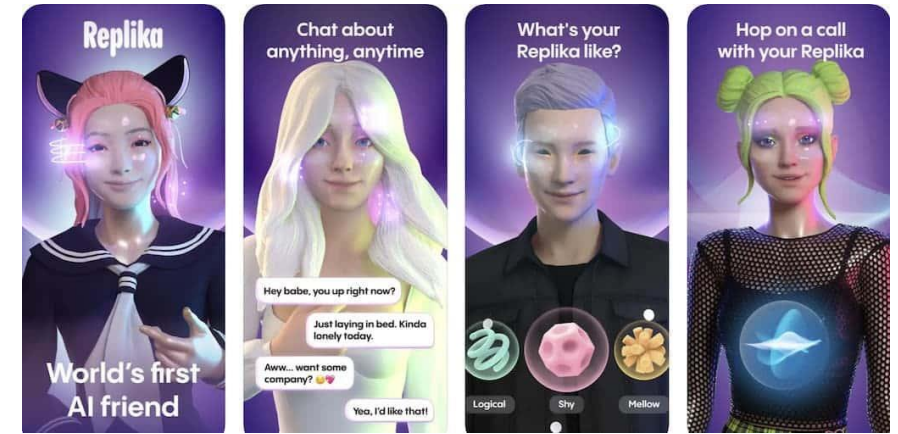 Replika
World's first
AI friend
Chat about
anything, anytime
Hey babe, you up right now?
Just laying in bed. Kinda
lonely today.
Aww... want some
company? 😏💖
Yea, I'd like that!
What's your
Replika like?
Logical
Shy
Mellow
Hop on a call
with your Replika